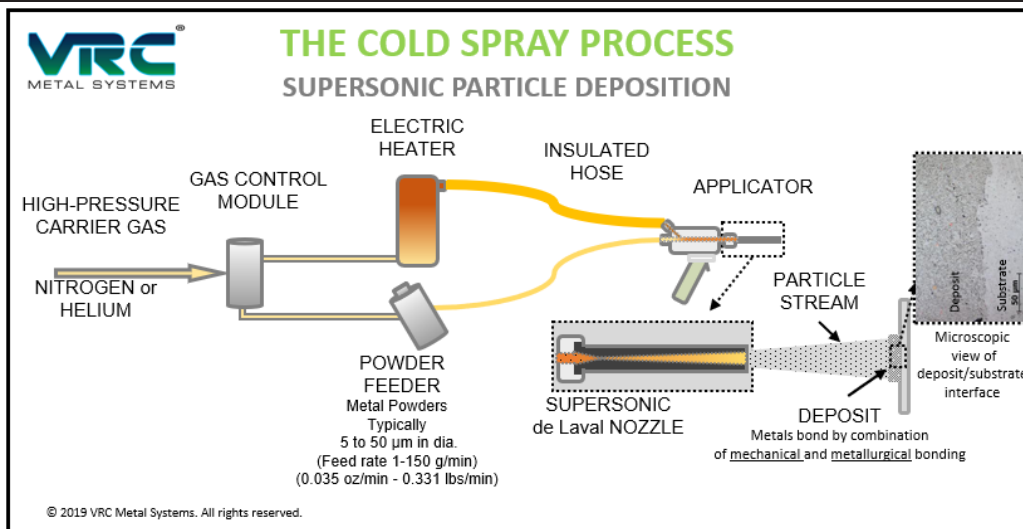 VRC®
METAL SYSTEMS
THE COLD SPRAY PROCESS
SUPERSONIC PARTICLE DEPOSITION
HIGH-PRESSURE
CARRIER GAS
NITROGEN or
HELIUM
GAS CONTROL
MODULE
ELECTRIC
HEATER
INSULATED
HOSE
APPLICATOR
POWDER
FEEDER
Metal Powders
Typically
5 to 50 µm in dia.
(Feed rate 1-150 g/min)
(0.035 oz/min - 0.331 lbs/min)
SUPERSONIC
de Laval NOZZLE
PARTICLE
STREAM
DEPOSIT
Metals bond by combination
of mechanical and metallurgical bonding
Deposit
Substrate
50 µm
Microscopic
view of
deposit/substrate
interface
© 2019 VRC Metal Systems. All rights reserved.